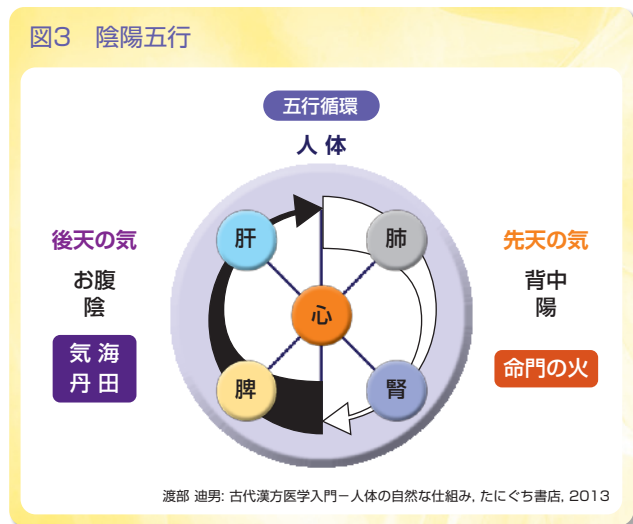 図3 陰陽五行
五行循環
人 体
後天の気
お腹
陰
気 海
丹 田
肝
肺
心
脾
腎
先天の気
背中
陽
命門の火
渡部 迪男: 古代漢方医学入門－人体の自然な仕組み, たにぐち書店, 2013